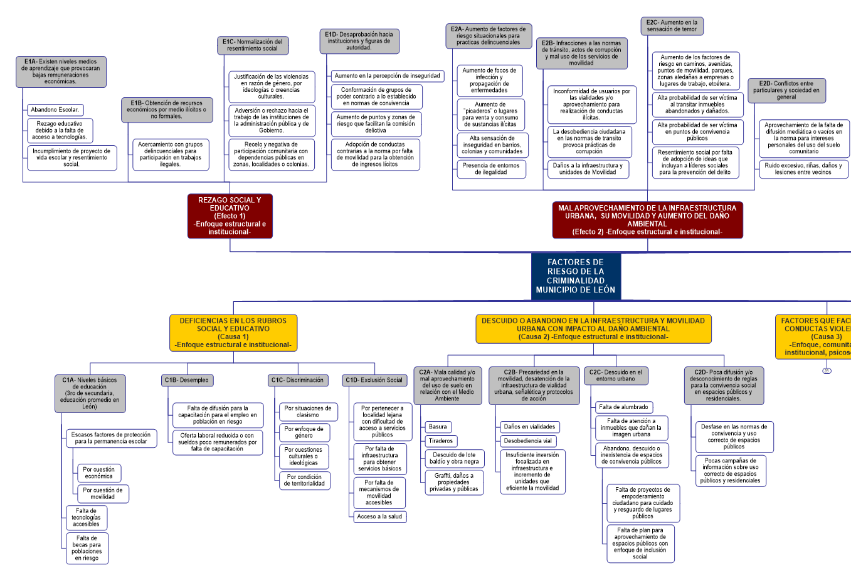 E1A- Existen niveles medios
de aprendizaje que provocaran
bajas remuneraciones
económicas.
Abandono Escolar.
Rezago educativo
debido a la falta de
acceso a tecnologías.
Incumplimiento de proyecto de
vida escolar y resentimiento
social.
E1B- Obtención de recursos
económicos por medio ilícitos o
no formales.
Acercamiento con grupos
delincuenciales para
participación en trabajos
ilegales.
E1C- Normalización del
resentimiento social
Justificación de las violencias
en razón de género, por
ideologías o creencias
culturales.
Adversión o rechazo hacia el
trabajo de las instituciones de
la administración pública y de
Gobierno.
Recelo y negativa de
participación comunitaria con
dependencias públicas en
zonas, localidades o colonias.
E1D- Desaprobación hacia
instituciones y figuras de
autoridad.
Aumento en la percepción de inseguridad
Conformación de grupos de
poder contrario a lo establecido
en normas de convivencia
Aumento de puntos y zonas de
riesgo que facilitan la comisión
delictiva
Adopción de conductas
contrarias a la norma por falta
de movilidad para la obtención
de ingresos lícitos
E2A- Aumento de factores de
riesgo situacionales para
practicas delincuenciales
Aumento de focos de
infección y
propagación de
enfermedades
Aumento de
"picaderos" o lugares
para venta y consumo
de sustancias ilícitas
Alta sensación de
inseguridad en barrios,
colonias y comunidades
Presencia de entornos
de ilegalidad
E2B- Infracciones a las normas
de tránsito, actos de corrupción
y mal uso de los servicios de
movilidad
Inconformidad de usuarios por
las vialidades y/o
aprovechamiento para
realización de conductas
ilícitas.
La desobediencia ciudadana
en las normas de tránsito
provoca prácticas de
corrupción
Daños a la infraestructura y
unidades de Movilidad
E2C- Aumento en la
sensación de temor
Aumento de los factores de
riesgo en caminos, avenidas,
puntos de movilidad, parques,
zonas aledañas a empresas o
lugares de trabajo, etcétera.
Alta probabilidad de ser víctima
al transitar inmuebles
abandonados y dañados.
Alta probabilidad de ser víctima
en puntos de convivencia
públicos
Resentimiento social por falta
de adopción de ideas que
incluyan a líderes sociales
para la prevención del delito
E2D- Conflictos entre
particulares y sociedad en
general
Aprovechamiento de la falta de
difusión mediática o vacíos en
la norma para intereses
personales del uso del suelo
comunitario
Ruido excesivo, riñas, daños y
lesiones entre vecinos
REZAGO SOCIAL Y
EDUCATIVO
(Efecto 1)
-Enfoque estructural e
institucional-
MAL APROVECHAMIENTO DE LA INFRAESTRUCTURA
URBANA, SU MOVILIDAD Y AUMENTO DEL DAÑO
AMBIENTAL
(Efecto 2) -Enfoque estructural e institucional-
FACTORES DE
RIESGO DE LA
CRIMINALIDAD
MUNICIPIO DE LEÓN
DEFICIENCIAS EN LOS RUBROS
SOCIAL Y EDUCATIVO
(Causa 1)
-Enfoque estructural e institucional-
DESCUIDO O ABANDONO EN LA INFRAESTRUCTURA Y MOVILIDAD
URBANA CON IMPACTO AL DAÑO AMBIENTAL
(Causa 2) -Enfoque estructural e institucional-
FACTORES QUE FAC
CONDUCTAS VIOLE
(Causa 3)
-Enfoque, comunita
institucional, psicos
C1A- Niveles básicos
de educación
(3ro de secundaria,
educación promedio en
León)
Escasos factores de protección
para la permanencia escolar
Por cuestión
económica
Por cuestión de
movilidad
Falta de
tecnologías
accesibles
Falta de
becas para
poblaciones
en riesgo
C1B- Desempleo
Falta de difusión para la
capacitación para el empleo en
población en riesgo
Oferta laboral reducida o con
sueldos poco remunerados por
falta de capacitación
C1C- Discriminación
Por situaciones de
clasismo
Por enfoque de
género
Por cuestiones
culturales o
ideológicas
Por condición
de territorialidad
C1D- Exclusión Social
Por pertenecer a
localidad lejana
con dificultad de
acceso a servicios
públicos
Por falta de
infraestructura
para obtener
servicios básicos
Por falta de
mecanismos de
movilidad
accesibles
Acceso a la salud
C2A- Mala calidad y/o
mal aprovechamiento
del uso de suelo en
relación con el Medio
Ambiente
Basura
Tiraderos
Descuido de lote
baldío y obra negra
Grafiti, daños a
propiedades
privadas y públicas
C2B- Precariedad en la
movilidad, desatención de la
infraestructura de vialidad
urbana, señalética y protocolos
de acción
Daños en vialidades
Desobediencia vial
Insuficiente inversión
focalizada en
infraestructura e
incremento de
unidades que
eficiente la movilidad
C2C- Descuido en el
entorno urbano
Falta de alumbrado
Falta de atención a
inmuebles que dañan la
imagen urbana
Abandono, descuido o
inexistencia de espacios
de convivencia públicos
Falta de proyectos de
empoderamiento
ciudadano para cuidado
y resguardo de lugares
públicos
Falta de plan para
aprovechamiento de
espacios públicos con
enfoque de inclusión
social
C2D- Poca difusión y/o
desconocimiento de reglas
para la convivencia social
en espacios públicos y
residenciales.
Desfase en las normas de
convivencia y uso
correcto de espacios
públicos
Pocas campañas de
información sobre uso
correcto de espacios
públicos y residenciales